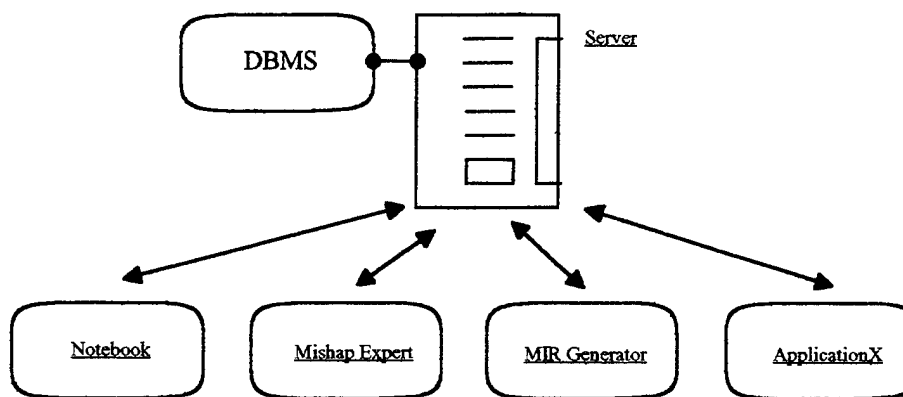 Server
DBMS
Notebook
Mishap Expert
MIR Generator
ApplicationX